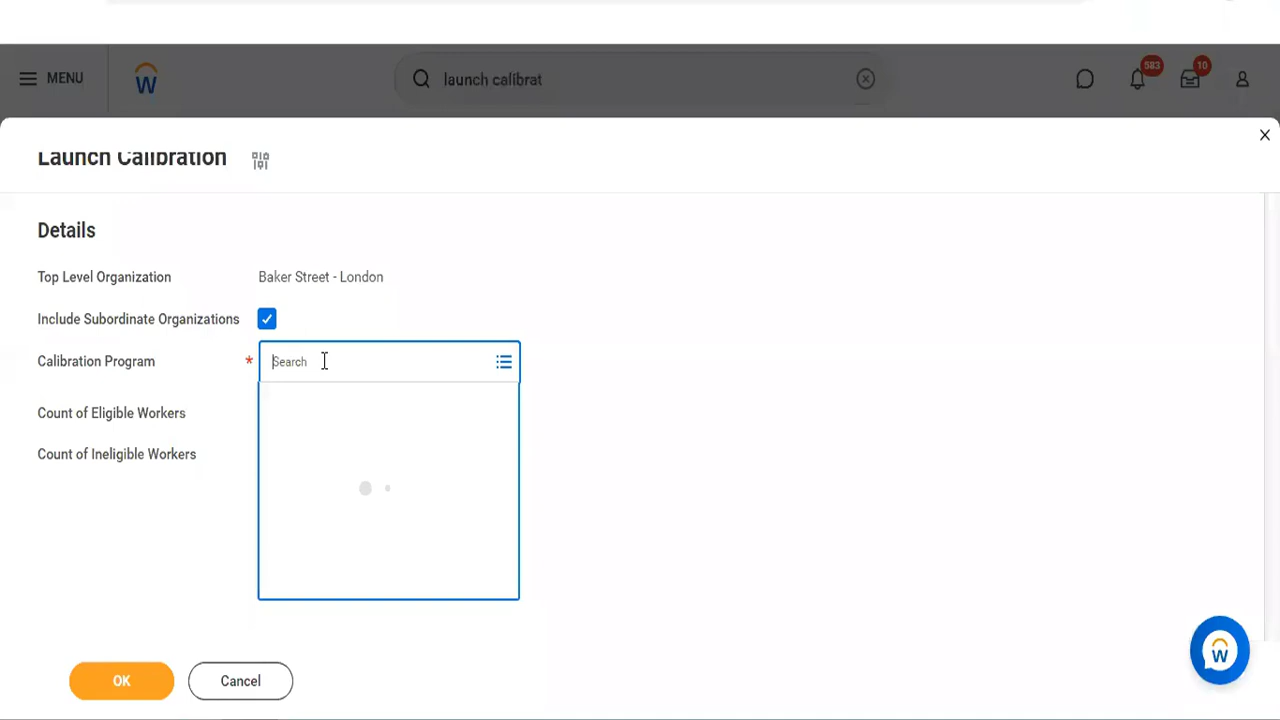 MENU
launch calibrat
583
10
Launch Calibration
Details
Top Level Organization Baker Street - London
Include Subordinate Organizations
Calibration Program * Search
Count of Eligible Workers
Count of Ineligible Workers
OK Cancel